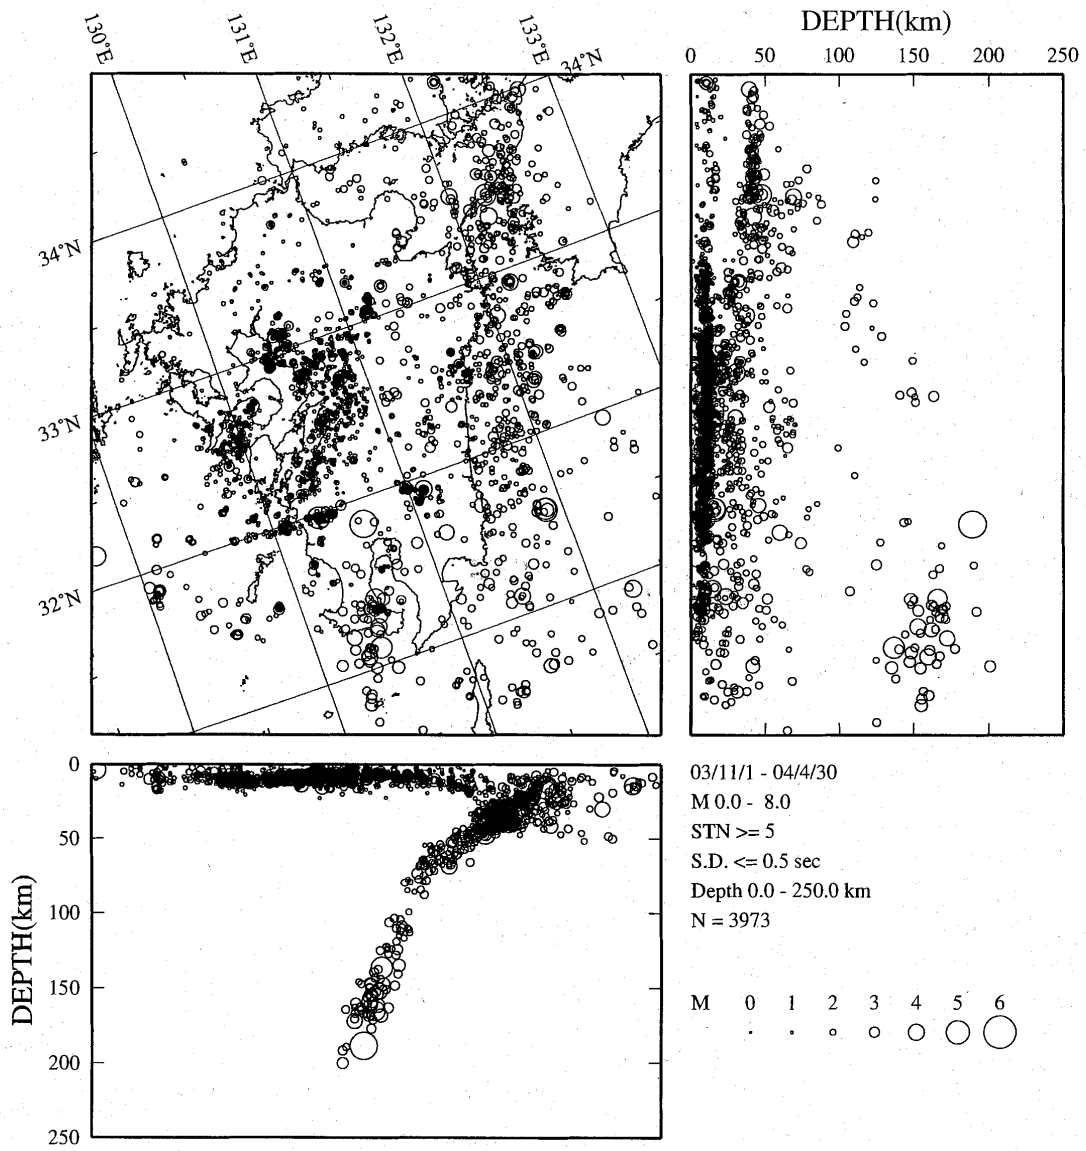 DEPTH(km)
130°E
131°E
132°E
133°E
34°N
0 50 100 150 200 250
34°N
33°N
32°N
0
50
100
150
200
250
DEPTH(km)
03/11/1 - 04/4/30
M 0.0 - 8.0
STN >= 5
S.D. <= 0.5 sec
Depth 0.0 - 250.0 km
N = 3973
M 0 1 2 3 4 5 6